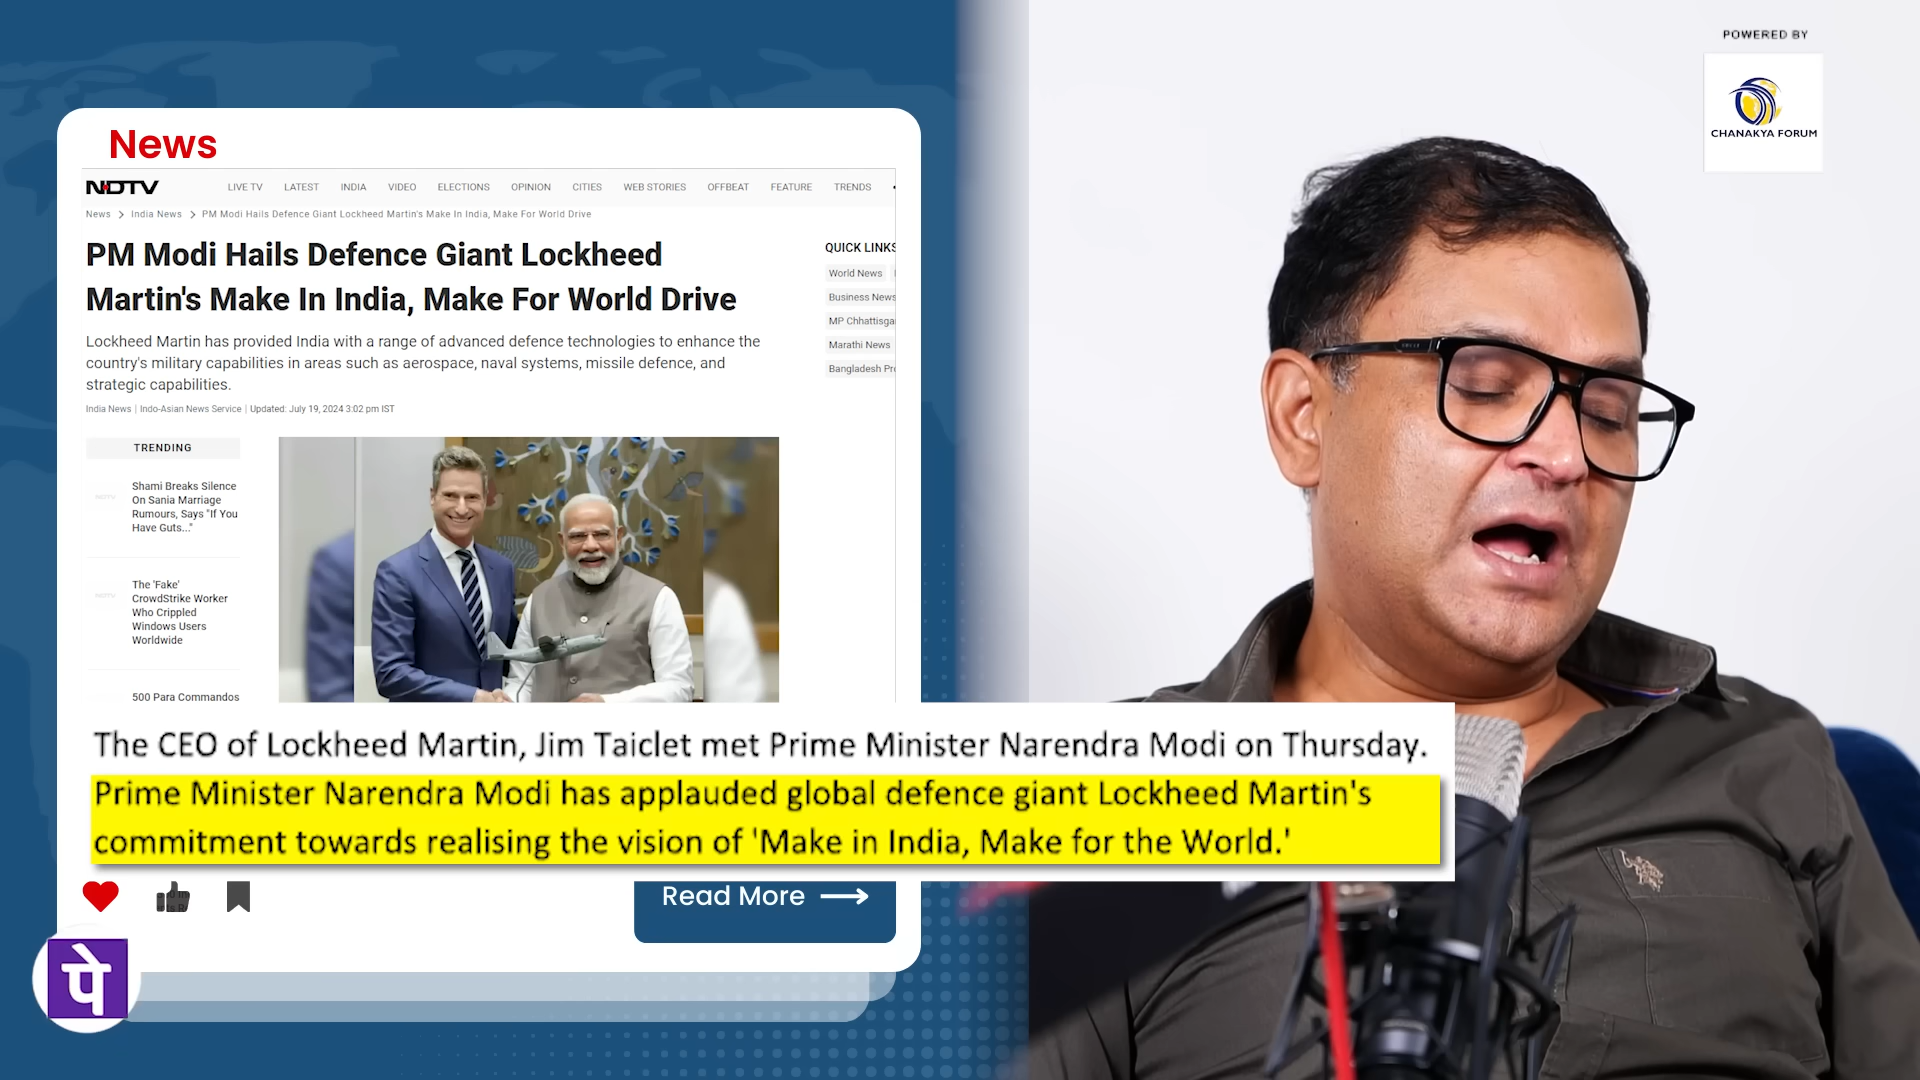 POWERED BY
CHANAKYA FORUM
News
NDTV
LIVE TV LATEST INDIA VIDEO ELECTIONS OPINION CITIES WEB STORIES OFFBEAT FEATURE TRENDS
News > India News > PM Modi Hails Defence Giant Lockheed Martin's Make In India, Make For World Drive
PM Modi Hails Defence Giant Lockheed
Martin's Make In India, Make For World Drive
Lockheed Martin has provided India with a range of advanced defence technologies to enhance the
country's military capabilities in areas such as aerospace, naval systems, missile defence, and
strategic capabilities.
India News | Indo-Asian News Service | Updated: July 19, 2024 3:02 pm IST
QUICK LINKS
World News
Business News
MP Chhattisga
Marathi News
Bangladesh Pr
TRENDING
Shami Breaks Silence
On Sania Marriage
Rumours, Says "If You
Have Guts..."
The 'Fake'
CrowdStrike Worker
Who Crippled
Windows Users
Worldwide
500 Para Commandos
The CEO of Lockheed Martin, Jim Taiclet met Prime Minister Narendra Modi on Thursday.
Prime Minister Narendra Modi has applauded global defence giant Lockheed Martin's
commitment towards realising the vision of 'Make in India, Make for the World.'
Read More
पे